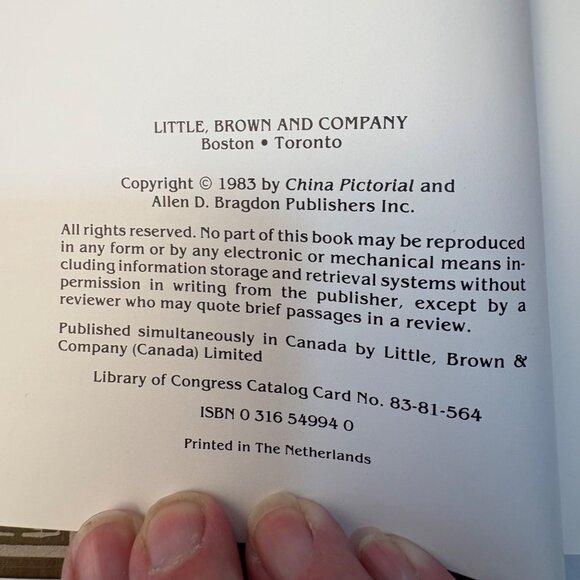 LITTLE, BROWN AND COMPANY
Boston • Toronto
Copyright © 1983 by China Pictorial and
Allen D. Bragdon Publishers Inc.
All rights reserved. No part of this book may be reproduced
in any form or by any electronic or mechanical means in-
cluding information storage and retrieval systems without
permission in writing from the publisher, except by a
reviewer who may quote brief passages in a review.
Published simultaneously in Canada by Little, Brown &
Company (Canada) Limited
Library of Congress Catalog Card No. 83-81-564
ISBN 0 316 54994 0
Printed in The Netherlands